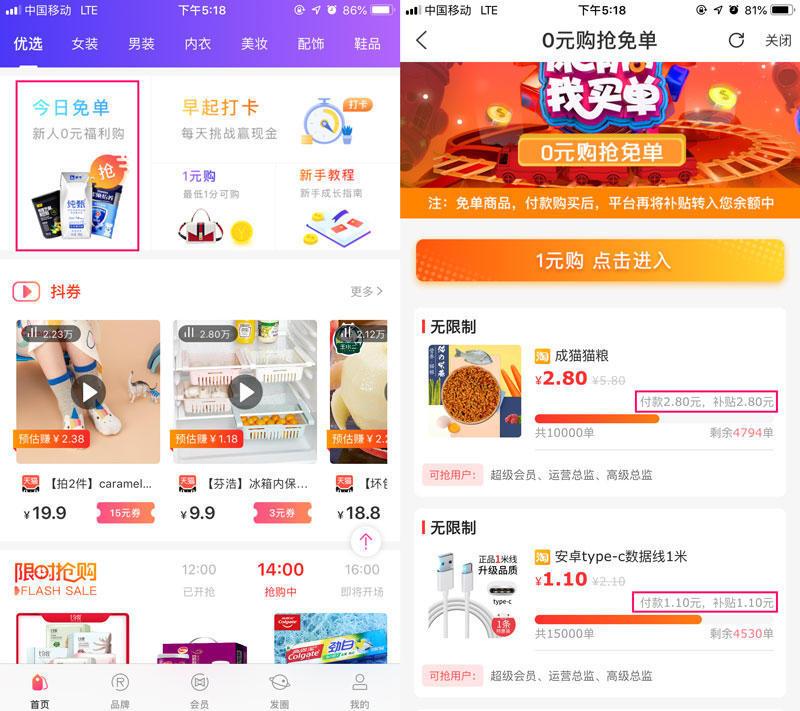 中国移动 LTE 下午5:18 86%
优选 女装 男装 内衣 美妆 配饰 鞋品
今日免单
新人0元福利购
抢
纯甄
早起打卡
每天挑战赢现金
打卡
1元购
最低1分可购
新手教程
新手成长指南
抖券
更多
2.23万
2.80万
2.12万
预估赚￥2.38
预估赚￥1.18
预估赚￥2.2
天猫 【拍2件】caramel...
天猫 【芬浩】冰箱内保...
天猫 【坏包
￥19.9 15元券
￥9.9 3元券
￥18.8
限时抢购
FLASH SALE
12:00
已开抢
14:00
抢购中
16:00
即将开场
Colgate
劲白
首页 品牌 会员 发圈 我的
中国移动 LTE 下午5:18 81%
0元购抢免单 关闭
我买单
0元购抢免单
注：免单商品，付款购买后，平台再将补贴转入您余额中
1元购 点击进入
无限制
淘 成猫猫粮
¥2.80 ¥5.80
付款2.80元，补贴2.80元
共10000单 剩余4794单
可抢用户： 超级会员、运营总监、高级总监
无限制
正品1米线
升级品质
type-c
1条
淘 安卓type-c数据线1米
¥1.10 ¥2.10
付款1.10元，补贴1.10元
共15000单 剩余4530单
可抢用户： 超级会员、运营总监、高级总监